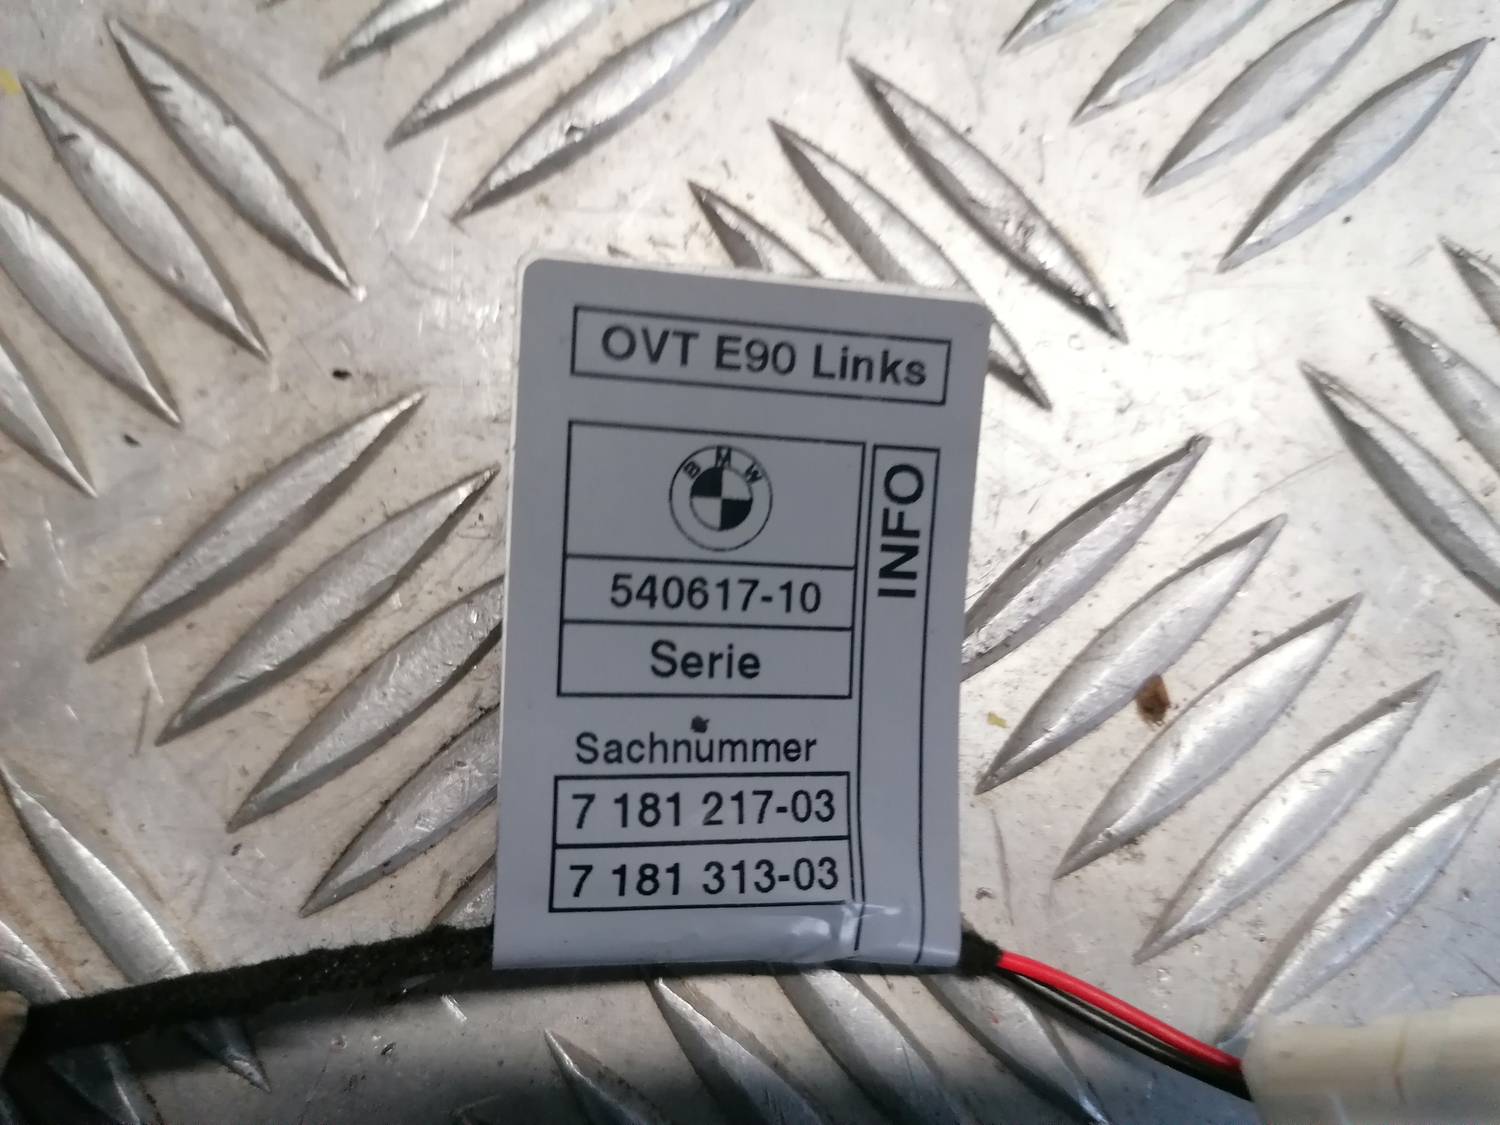 OVT E90 Links
BMW
INFO
540617-10
Serie
Sachnummer
7 181 217-03
7 181 313-03